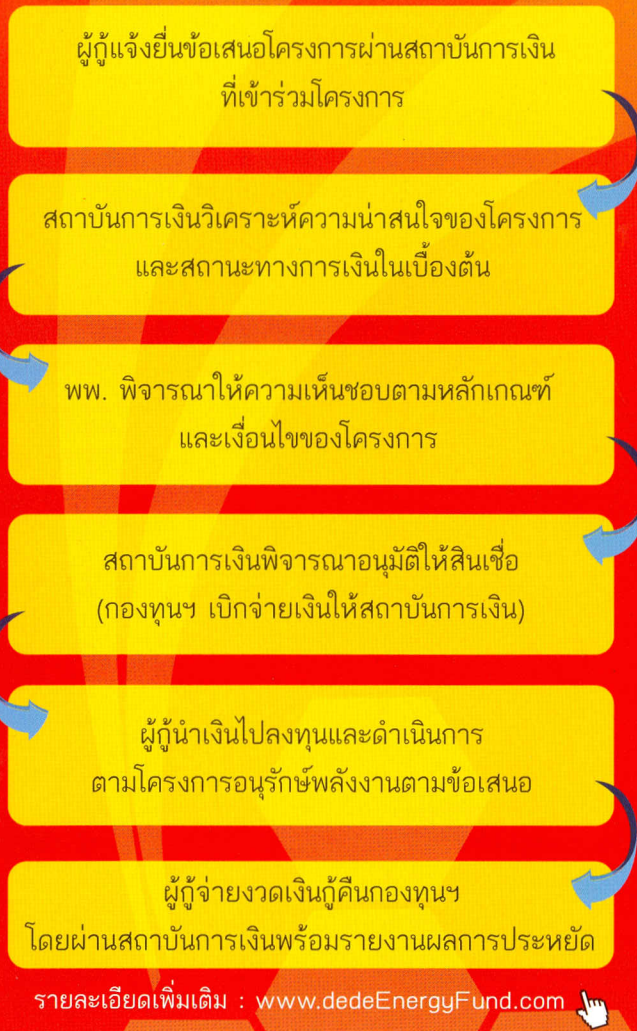 ผู้กู้แจ้งยื่นข้อเสนอโครงการผ่านสถาบันการเงิน
ที่เข้าร่วมโครงการ
สถาบันการเงินวิเคราะห์ความน่าสนใจของโครงการ
และสถานะทางการเงินในเบื้องต้น
พพ. พิจารณาให้ความเห็นชอบตามหลักเกณฑ์
และเงื่อนไขของโครงการ
สถาบันการเงินพิจารณาอนุมัติให้สินเชื่อ
(กองทุนฯ เบิกจ่ายเงินให้สถาบันการเงิน)
ผู้กู้นำเงินไปลงทุนและดำเนินการ
ตามโครงการอนุรักษ์พลังงานตามข้อเสนอ
ผู้กู้จ่ายงวดเงินกู้คืนกองทุนฯ
โดยผ่านสถาบันการเงินพร้อมรายงานผลการประหยัด
รายละเอียดเพิ่มเติม : www.dedeEnergyFund.com